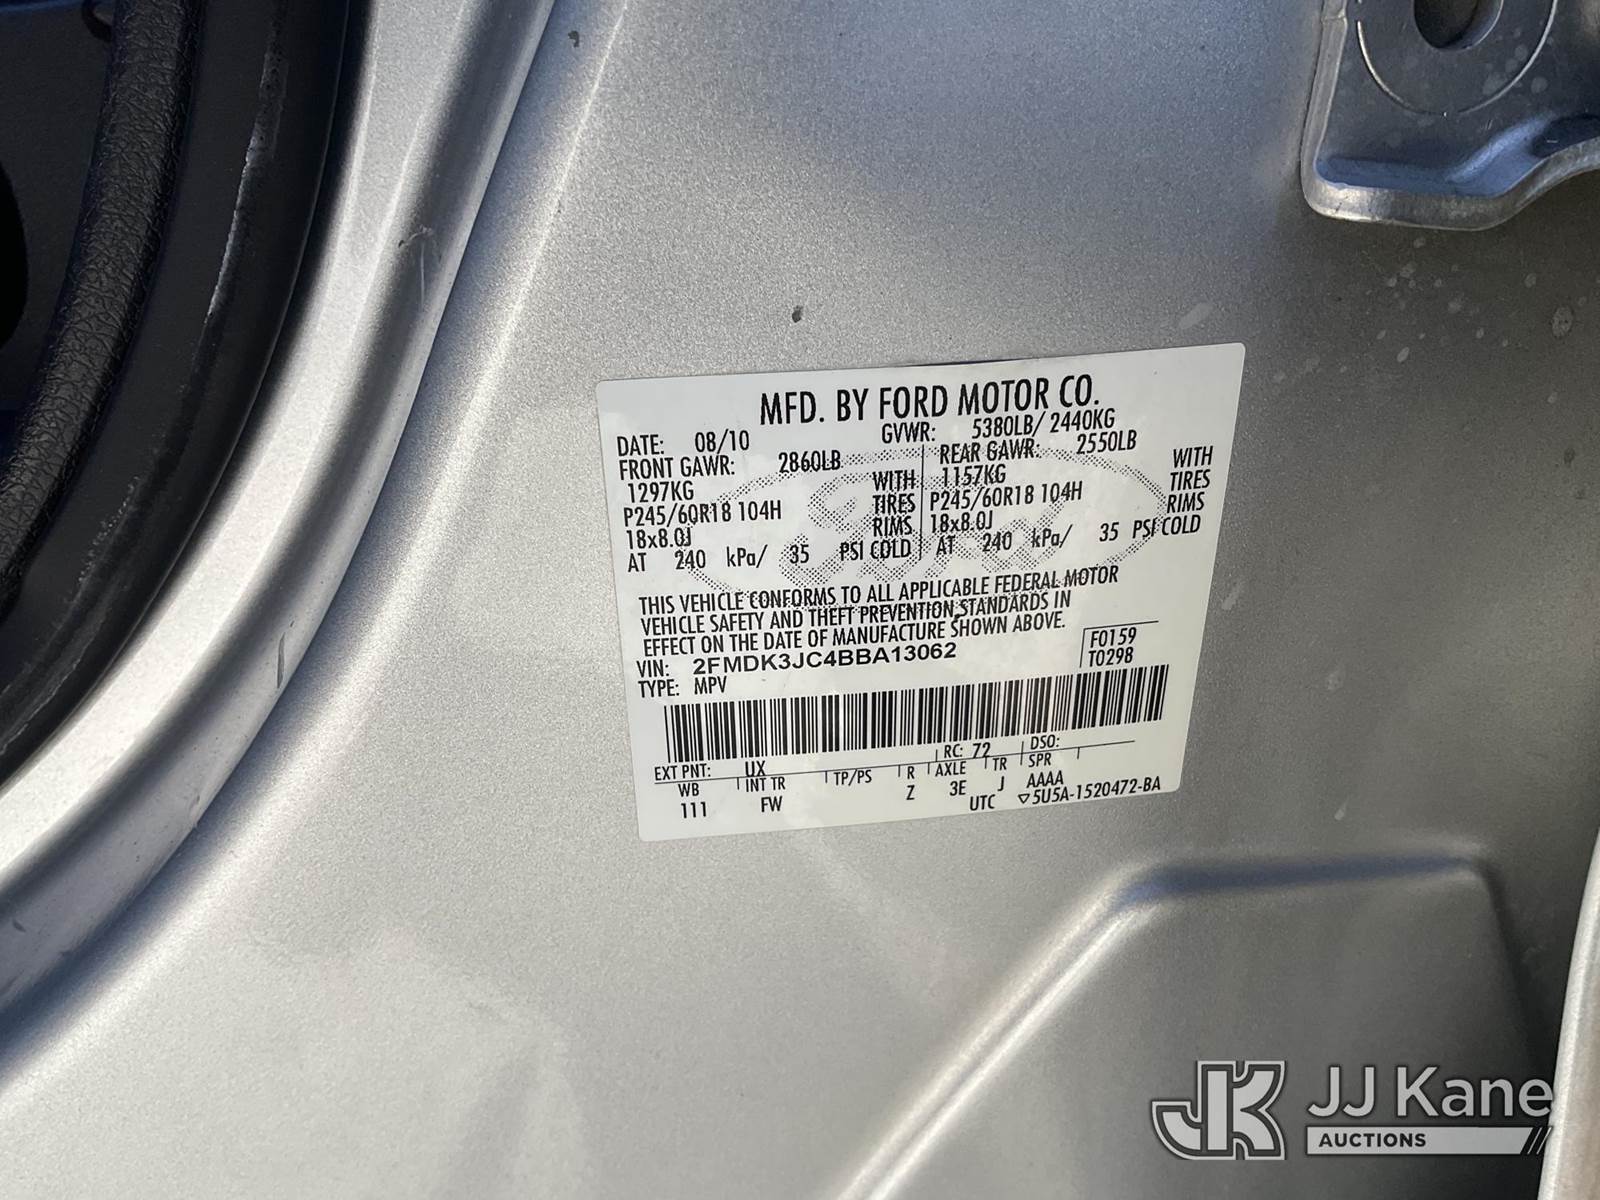 MFD. BY FORD MOTOR CO.
DATE: 08/10 GVWR: 5380LB/ 2440KG
FRONT GAWR: 2860LB REAR GAWR: 2550LB
1297KG WITH 1157KG WITH
P245/60R18 104H TIRES P245/60R18 104H TIRES
18x8.0J RIMS 18x8.0J RIMS
AT 240 kPa/ 35 PSI COLD AT 240 kPa/ 35 PSI COLD
THIS VEHICLE CONFORMS TO ALL APPLICABLE FEDERAL MOTOR
VEHICLE SAFETY AND THEFT PREVENTION STANDARDS IN
EFFECT ON THE DATE OF MANUFACTURE SHOWN ABOVE.
VIN: 2FMDK3JC4BBA13062 F0159
TYPE: MPV T0298
EXT PNT: UX RC: 72 DSO:
WB INT TR TP/PS R AXLE TR SPR
111 FW Z 3E J AAAA
UTC ▽5U5A-1520472-BA
Ford
JK JJ Kane
AUCTIONS